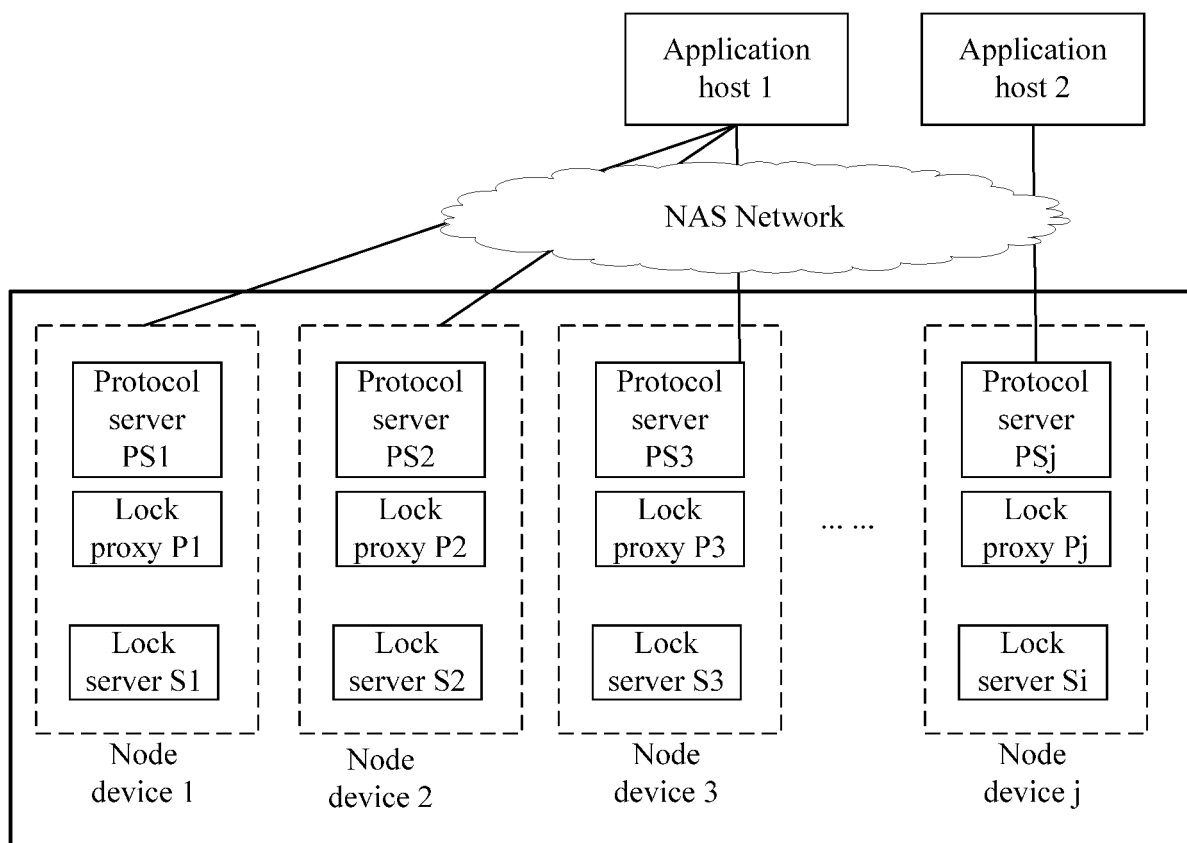 Application
host 1
Application
host 2
NAS Network
Protocol
server
PS1
Lock
proxy P1
Lock
server S1
Node
device 1
Protocol
server
PS2
Lock
proxy P2
Lock
server S2
Node
device 2
Protocol
server
PS3
Lock
proxy P3
Lock
server S3
Node
device 3
... ...
Protocol
server
PSj
Lock
proxy Pj
Lock
server Si
Node
device j